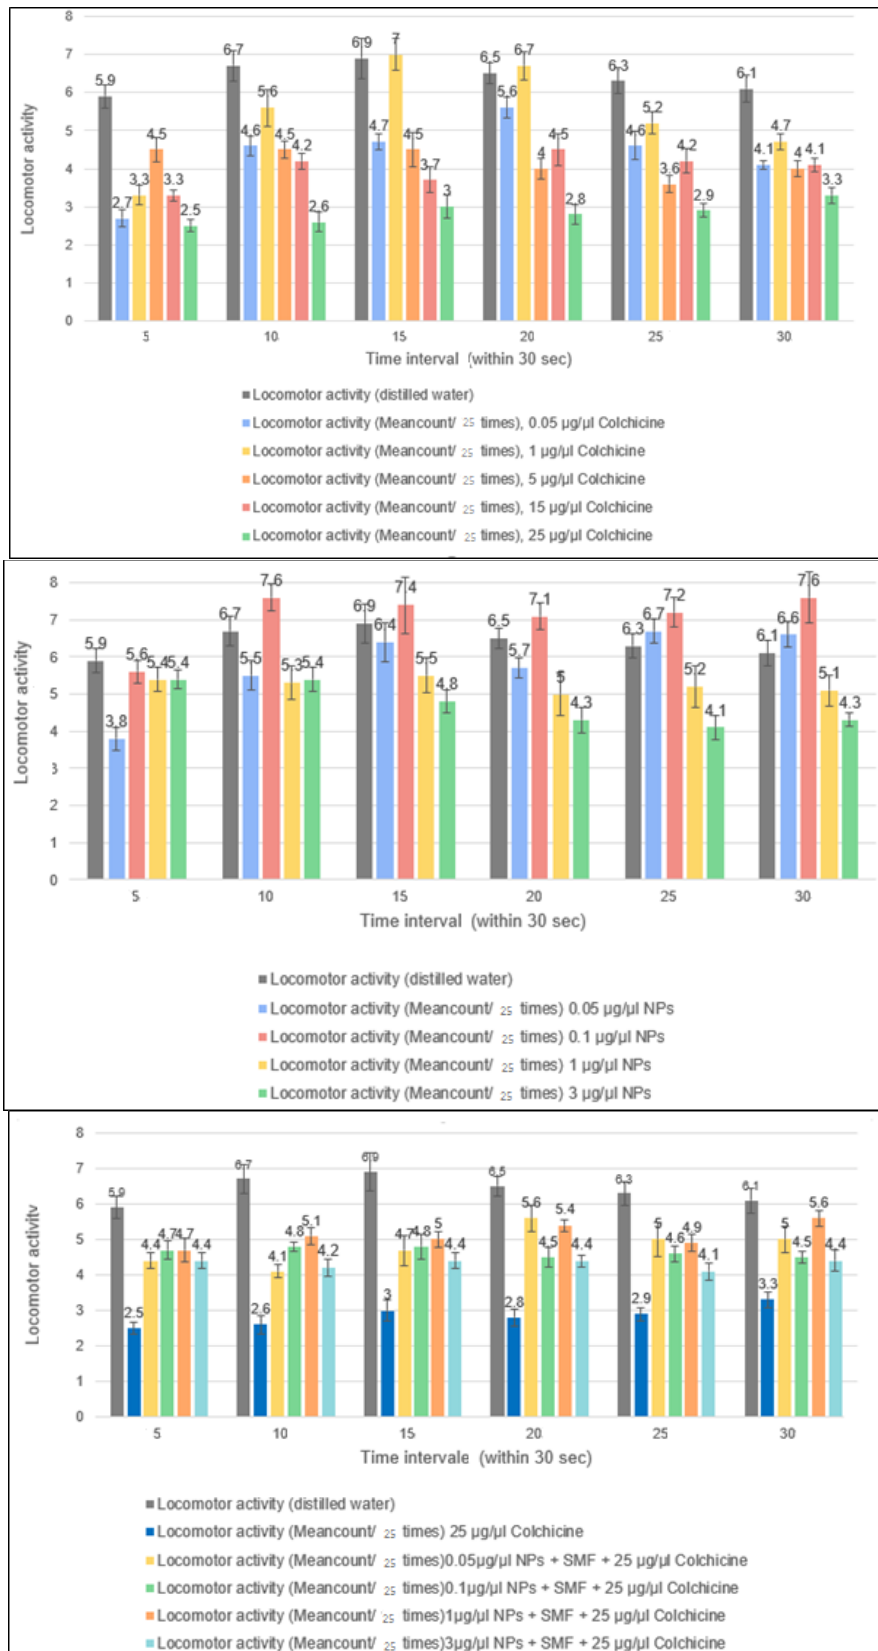 8
7
6
5
4
3
2
1
0
Locomotor activity
5.9 2.7 3.3 4.5 3.3 2.5
6.7 4.6 5.6 4.5 4.2 2.6
6.9 4.7 7 4.5 3.7 3
6.5 5.6 6.7 4 4.5 2.8
6.3 4.6 5.2 3.6 4.2 2.9
6.1 4.1 4.7 4 4.1 3.3
5 10 15 20 25 30
Time interval (within 30 sec)
Locomotor activity (distilled water)
Locomotor activity (Meancount/ 25 times), 0.05 µg/µl Colchicine
Locomotor activity (Meancount/ 25 times), 1 µg/µl Colchicine
Locomotor activity (Meancount/ 25 times), 5 µg/µl Colchicine
Locomotor activity (Meancount/ 25 times), 15 µg/µl Colchicine
Locomotor activity (Meancount/ 25 times), 25 µg/µl Colchicine
8
7
6
5
4
3
2
1
0
Locomotor activity
5.9 3.8 5.6 5.4 5.4
6.7 5.5 7.6 5.3 5.4
6.9 6.4 7.4 5.5 4.8
6.5 5.7 7.1 5 4.3
6.3 6.7 7.2 5.2 4.1
6.1 6.6 7.6 5.1 4.3
5 10 15 20 25 30
Time interval (within 30 sec)
Locomotor activity (distilled water)
Locomotor activity (Meancount/ 25 times) 0.05 µg/µl NPs
Locomotor activity (Meancount/ 25 times) 0.1 µg/µl NPs
Locomotor activity (Meancount/ 25 times) 1 µg/µl NPs
Locomotor activity (Meancount/ 25 times) 3 µg/µl NPs
8
7
6
5
4
3
2
1
0
Locomotor activity
5.9 2.5 4.4 4.7 4.7 4.4
6.7 2.6 4.1 4.8 5.1 4.2
6.9 3 4.7 4.8 5 4.4
6.5 2.8 5.6 4.5 5.4 4.4
6.3 2.9 5 4.6 4.9 4.1
6.1 3.3 5 4.5 5.6 4.4
5 10 15 20 25 30
Time intervale (within 30 sec)
Locomotor activity (distilled water)
Locomotor activity (Meancount/ 25 times) 25 µg/µl Colchicine
Locomotor activity (Meancount/ 25 times)0.05µg/µl NPs + SMF + 25 µg/µl Colchicine
Locomotor activity (Meancount/ 25 times)0.1µg/µl NPs + SMF + 25 µg/µl Colchicine
Locomotor activity (Meancount/ 25 times)1µg/µl NPs + SMF + 25 µg/µl Colchicine
Locomotor activity (Meancount/ 25 times)3µg/µl NPs + SMF + 25 µg/µl Colchicine